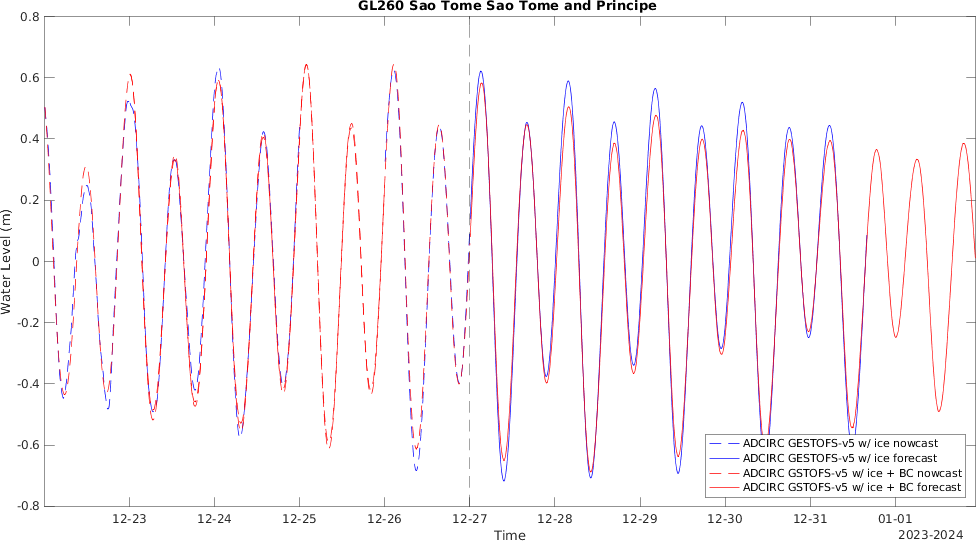 GL260 Sao Tome Sao Tome and Principe
Water Level (m)
0.8
0.6
0.4
0.2
0
-0.2
-0.4
-0.6
-0.8
ADCIRC GESTOFS-v5 w/ ice nowcast
ADCIRC GESTOFS-v5 w/ ice forecast
ADCIRC GSTOFS-v5 w/ ice + BC nowcast
ADCIRC GSTOFS-v5 w/ ice + BC forecast
12-23 12-24 12-25 12-26 12-27 12-28 12-29 12-30 12-31 01-01
Time
2023-2024